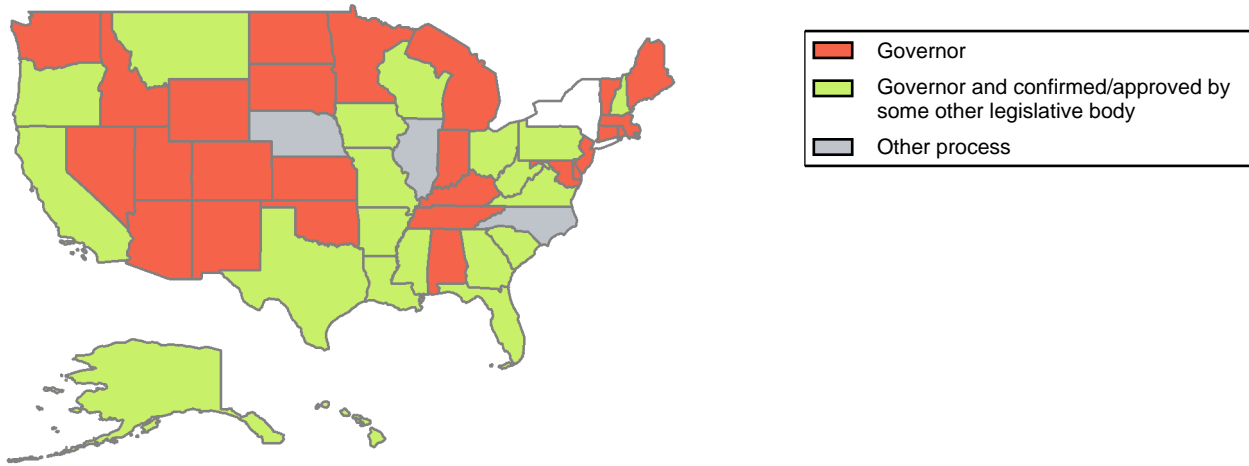 Governor
Governor and confirmed/approved by
some other legislative body
Other process